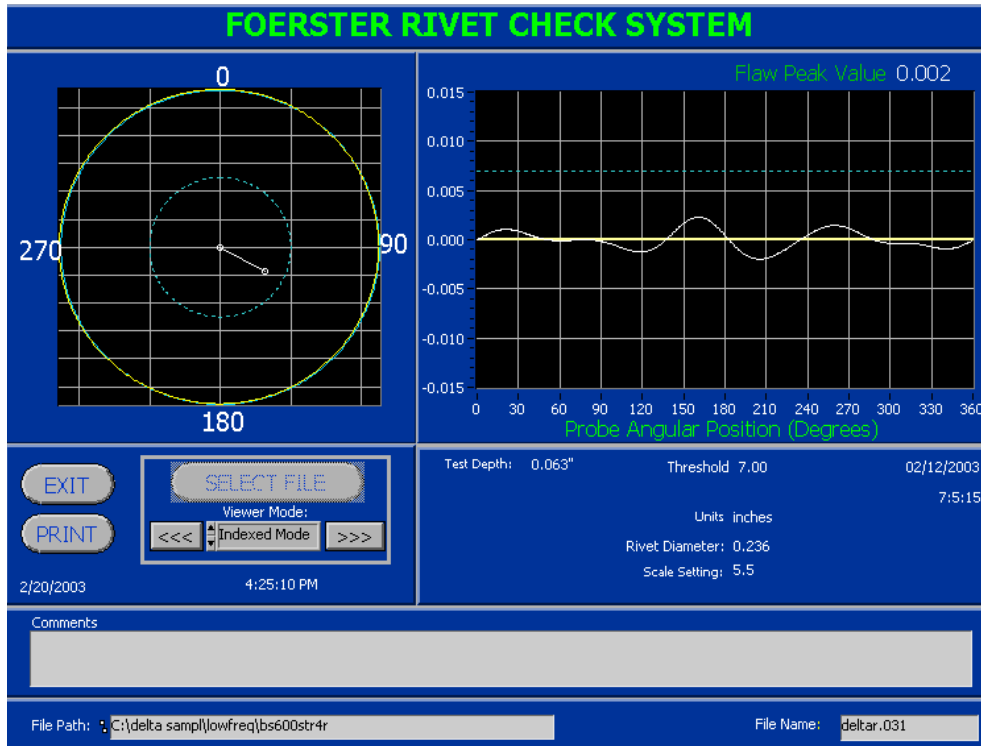 FOERSTER RIVET CHECK SYSTEM
0
270
90
180
Flaw Peak Value 0.002
0.015
0.010
0.005
0.000
-0.005
-0.010
-0.015
0 30 60 90 120 150 180 210 240 270 300 330 360
Probe Angular Position (Degrees)
EXIT
PRINT
SELECT FILE
Viewer Mode:
<<< Indexed Mode >>>
2/20/2003 4:25:10 PM
Test Depth: 0.063" Threshold 7.00 02/12/2003
7:5:15
Units inches
Rivet Diameter: 0.236
Scale Setting: 5.5
Comments
File Path: C:\delta sampl\lowfreq\bs600str4r File Name: deltar.031